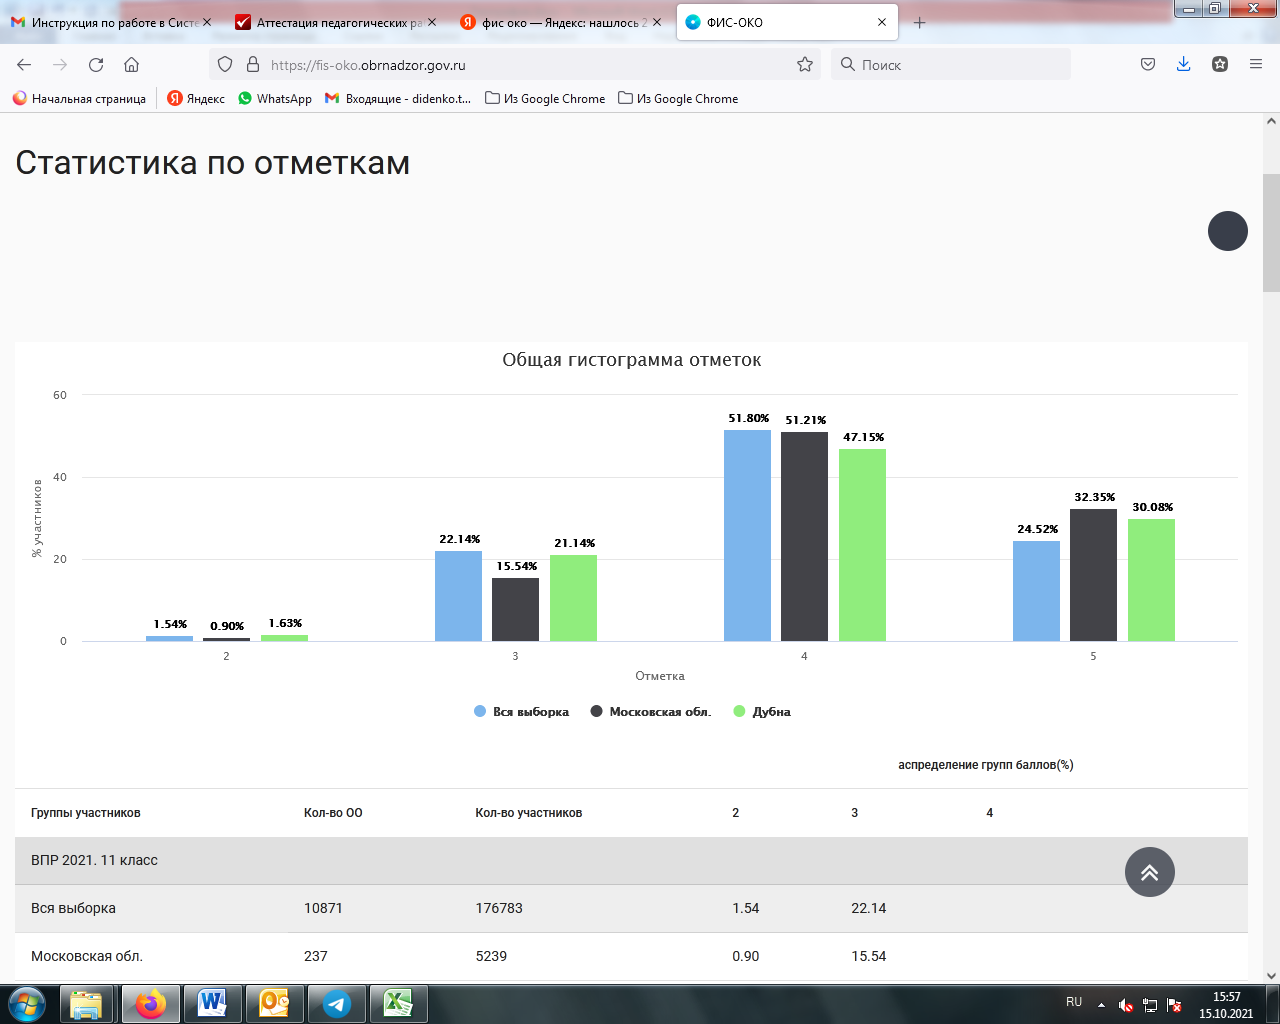 Инструкция по работе в Систе
Аттестация педагогических ра
фис око — Яндекс: нашлось 2
ФИС-ОКО
https://fis-oko.obrnadzor.gov.ru
Поиск
Начальная страница
Яндекс
WhatsApp
Входящие - didenko.t...
Из Google Chrome
Из Google Chrome
Статистика по отметкам
Общая гистограмма отметок
60
40
20
0
% участников
51.80%
51.21%
47.15%
32.35%
30.08%
24.52%
22.14%
21.14%
15.54%
1.54%
0.90%
1.63%
2 3 4 5
Отметка
Вся выборка Московская обл. Дубна
аспределение групп баллов(%)
Группы участников Кол-во ОО Кол-во участников 2 3 4
ВПР 2021. 11 класс
Вся выборка 10871 176783 1.54 22.14
Московская обл. 237 5239 0.90 15.54
RU
15:57
15.10.2021